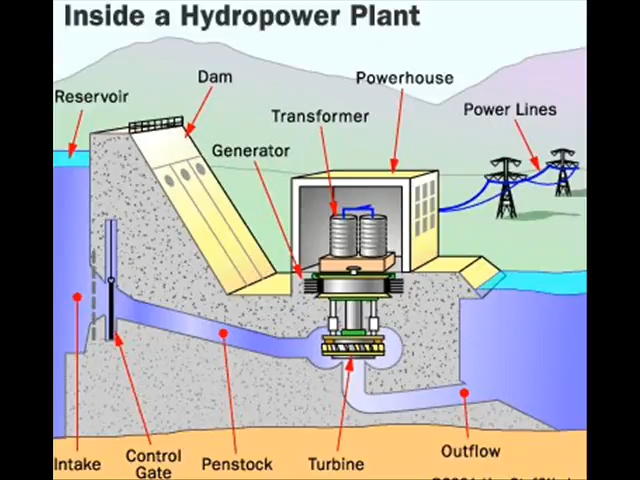 Inside a Hydropower Plant
Reservoir
Dam
Powerhouse
Transformer
Power Lines
Generator
Intake
Control
Gate
Penstock
Turbine
Outflow